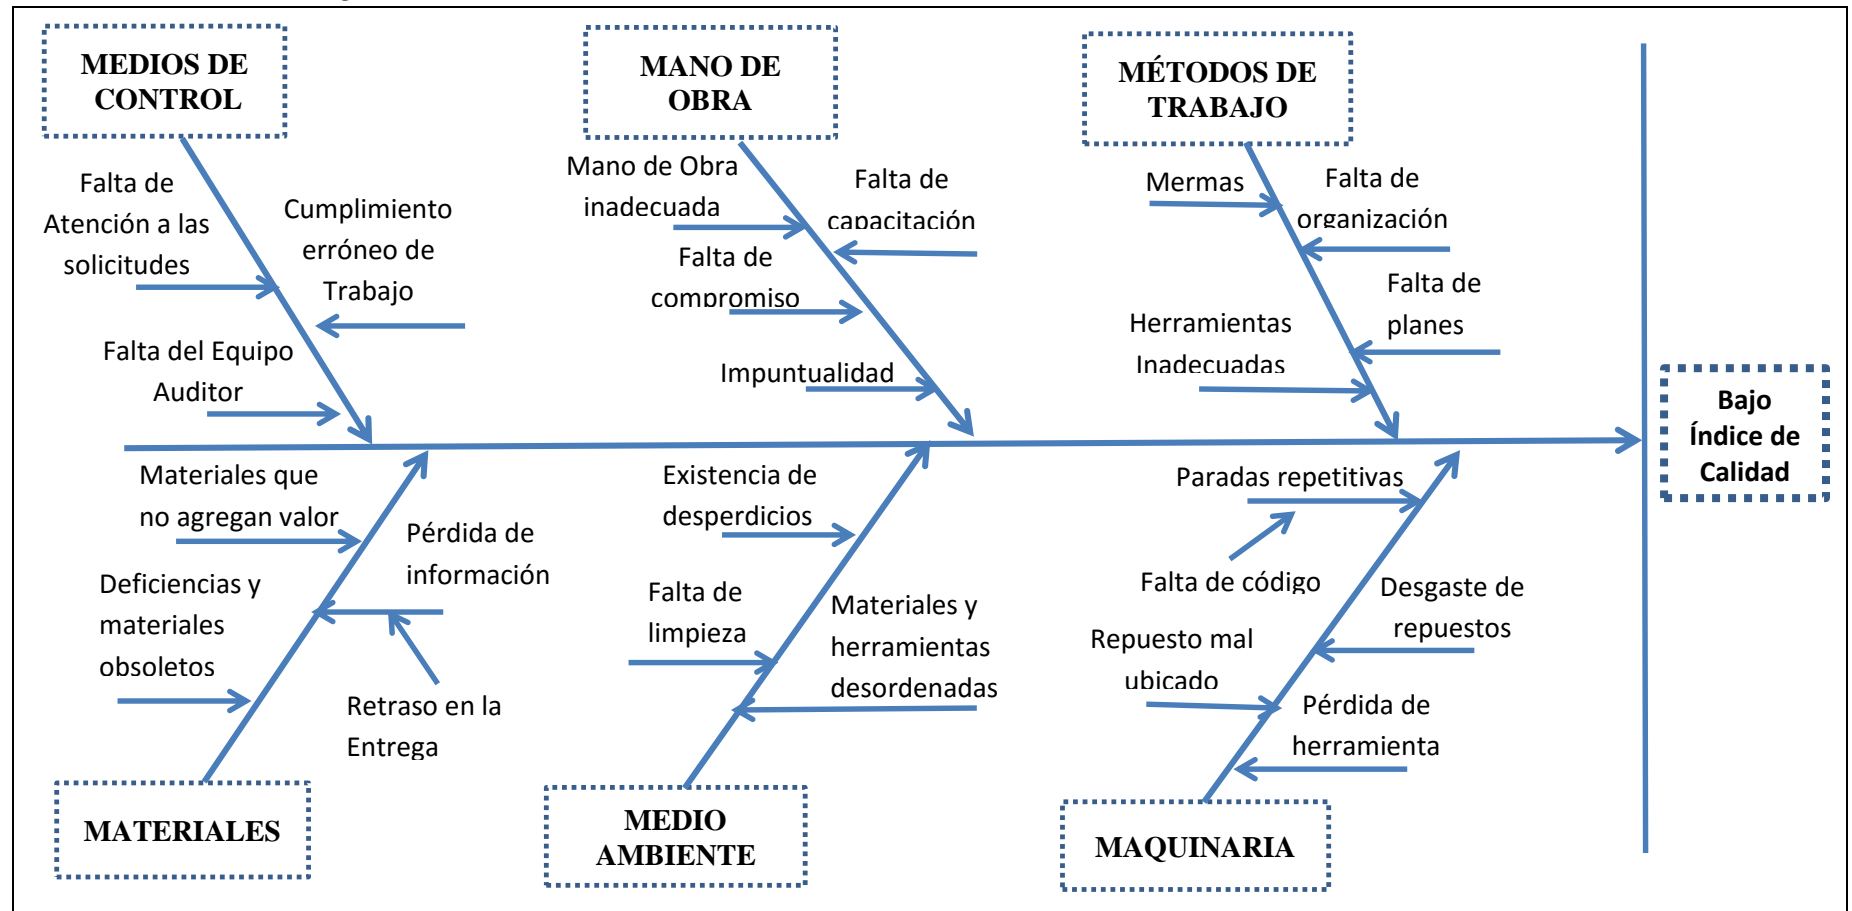 MEDIOS DE
CONTROL
MANO DE
OBRA
MÉTODOS DE
TRABAJO
Falta de
Atención a las
solicitudes
Cumplimiento
erróneo de
Trabajo
Falta del Equipo
Auditor
Mano de Obra
inadecuada
Falta de
capacitación
Falta de
compromiso
Impuntualidad
Mermas
Falta de
organización
Falta de
planes
Herramientas
Inadecuadas
Bajo
Índice de
Calidad
Materiales que
no agregan valor
Pérdida de
información
Deficiencias y
materiales
obsoletos
Retraso en la
Entrega
Existencia de
desperdicios
Falta de
limpieza
Materiales y
herramientas
desordenadas
Paradas repetitivas
Falta de código
Desgaste de
repuestos
Repuesto mal
ubicado
Pérdida de
herramienta
MATERIALES
MEDIO
AMBIENTE
MAQUINARIA